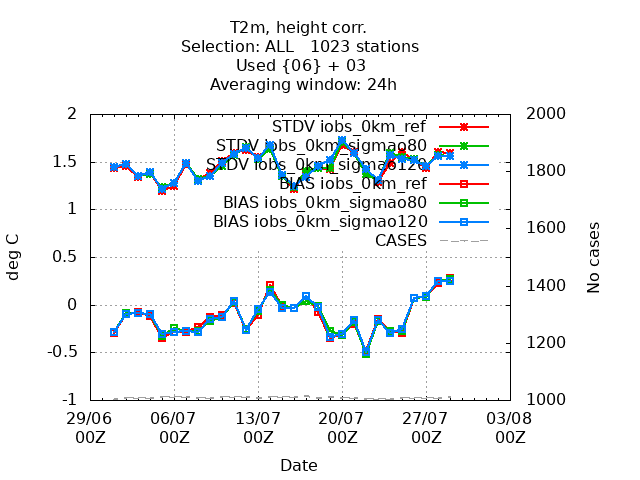 T2m, height corr.
Selection: ALL   1023 stations
Used {06} + 03
Averaging window: 24h
STDV iobs_0km_ref
STDV iobs_0km_sigmao80
STDV iobs_0km_sigmao120
BIAS iobs_0km_ref
BIAS iobs_0km_sigmao80
BIAS iobs_0km_sigmao120
CASES
2
1.5
1
0.5
0
-0.5
-1
deg C
2000
1800
1600
1400
1200
1000
No cases
29/06 06/07 13/07 20/07 27/07 03/08
00Z 00Z 00Z 00Z 00Z 00Z
Date